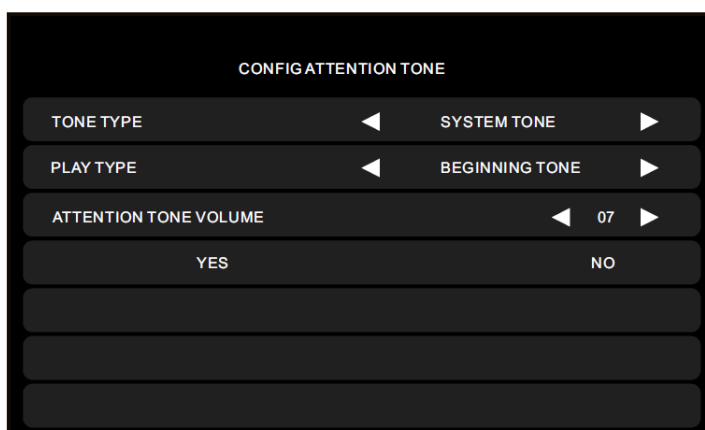 CONFIG ATTENTION TONE
TONE TYPE SYSTEM TONE
PLAY TYPE BEGINNING TONE
ATTENTION TONE VOLUME 07
YES NO